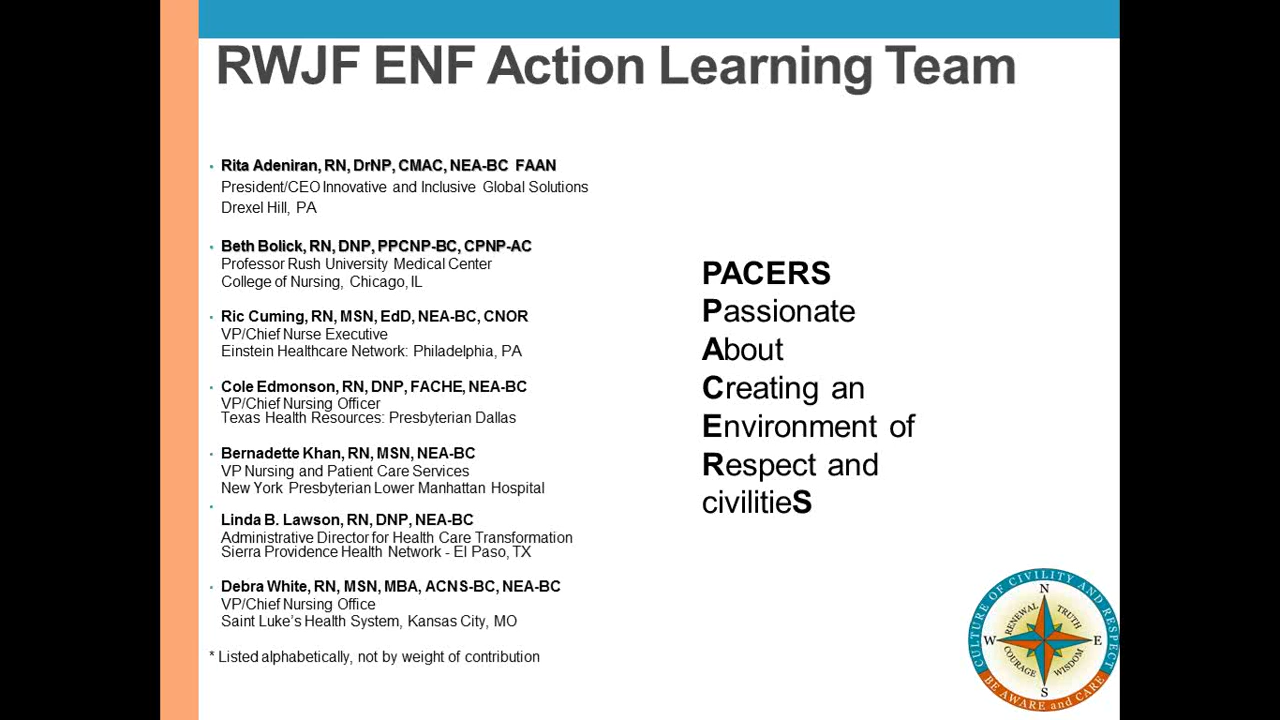 RWJF ENF Action Learning Team
Rita Adeniran, RN, DrNP, CMAC, NEA-BC FAAN
President/CEO Innovative and Inclusive Global Solutions
Drexel Hill, PA
Beth Bolick, RN, DNP, PPCNP-BC, CPNP-AC
Professor Rush University Medical Center
College of Nursing, Chicago, IL
Ric Cuming, RN, MSN, EdD, NEA-BC, CNOR
VP/Chief Nurse Executive
Einstein Healthcare Network: Philadelphia, PA
Cole Edmonson, RN, DNP, FACHE, NEA-BC
VP/Chief Nursing Officer
Texas Health Resources: Presbyterian Dallas
Bernadette Khan, RN, MSN, NEA-BC
VP Nursing and Patient Care Services
New York Presbyterian Lower Manhattan Hospital
Linda B. Lawson, RN, DNP, NEA-BC
Administrative Director for Health Care Transformation
Sierra Providence Health Network - El Paso, TX
Debra White, RN, MSN, MBA, ACNS-BC, NEA-BC
VP/Chief Nursing Office
Saint Luke's Health System, Kansas City, MO
* Listed alphabetically, not by weight of contribution
PACERS
Passionate
About
Creating an
Environment of
Respect and
civilitieS
CULTURE OF CIVILITY AND RESPECT
N
RENEWAL
TRUTH
W
E
COURAGE
WISDOM
S
BE AWARE and CARE